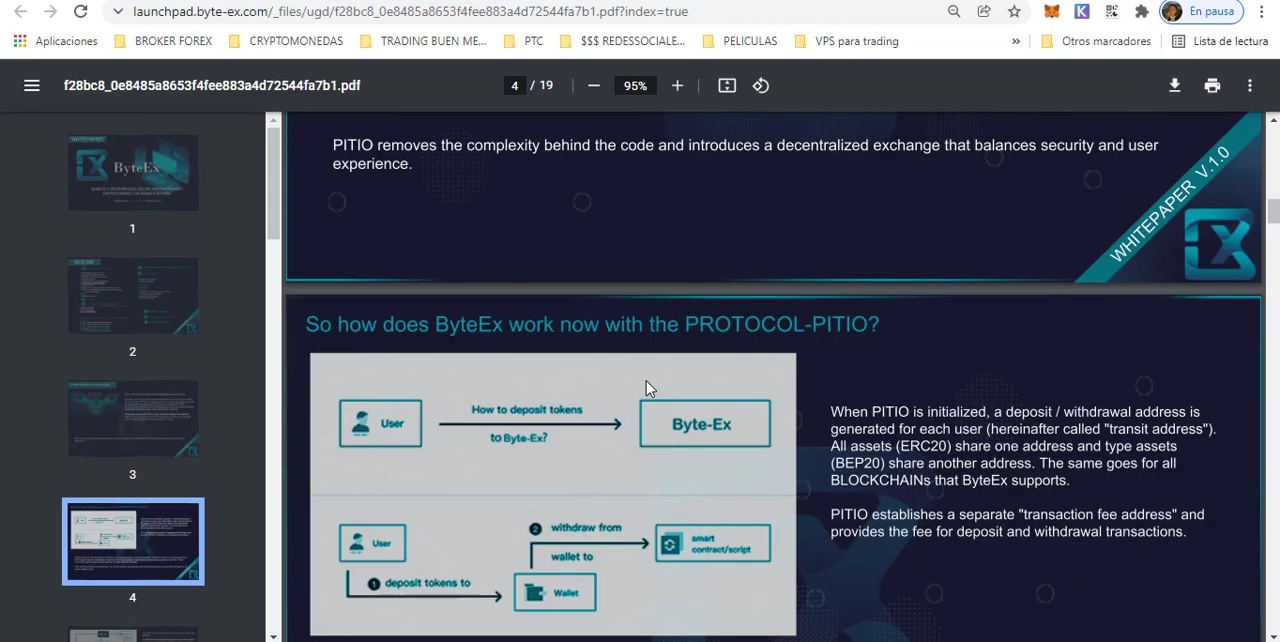 launchpad.byte-ex.com/_files/ugd/f28bc8_0e8485a8653f4fee883a4d72544fa7b1.pdf?index=true
En pausa
Aplicaciones
BROKER FOREX
CRYPTOMONEDAS
TRADING BUEN ME...
PTC
$$$ REDESSOCIALE...
PELICULAS
VPS para trading
»
Otros marcadores
Lista de lectura
f28bc8_0e8485a8653f4fee883a4d72544fa7b1.pdf
4 / 19
95%
WHITEPAPER
ByteEx
1
RESUME
2
3
4
PITIO removes the complexity behind the code and introduces a decentralized exchange that balances security and user
experience.
WHITEPAPER V.1.0
So how does ByteEx work now with the PROTOCOL-PITIO?
User
How to deposit tokens
to Byte-Ex?
Byte-Ex
User
1 deposit tokens to
Wallet
2 withdraw from
wallet to
smart
contract/script
When PITIO is initialized, a deposit / withdrawal address is
generated for each user (hereinafter called "transit address").
All assets (ERC20) share one address and type assets
(BEP20) share another address. The same goes for all
BLOCKCHAINs that ByteEx supports.
PITIO establishes a separate "transaction fee address" and
provides the fee for deposit and withdrawal transactions.